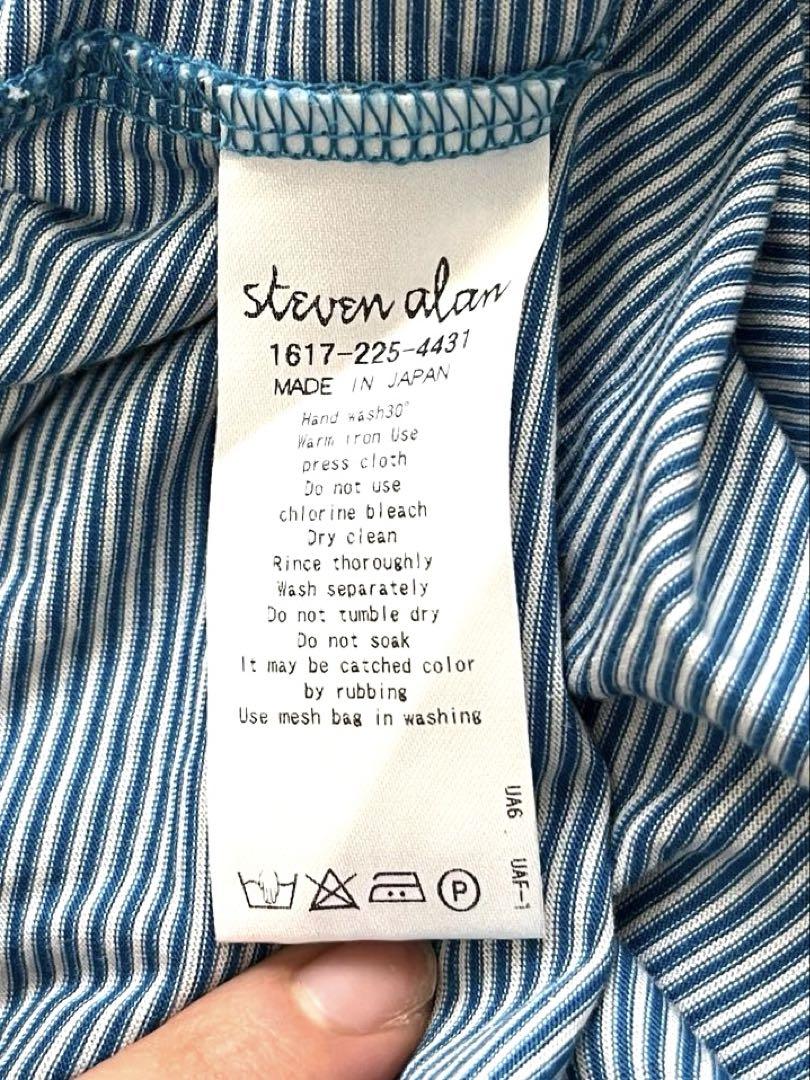 steven alan
1617-225-4431
MADE IN JAPAN
Hand wash30°
Warm iron Use
press cloth
Do not use
chlorine bleach
Dry clean
Rince thoroughly
Wash separately
Do not tumble dry
Do not soak
It may be catched color
by rubbing
Use mesh bag in washing
UA6 UAF-1
P